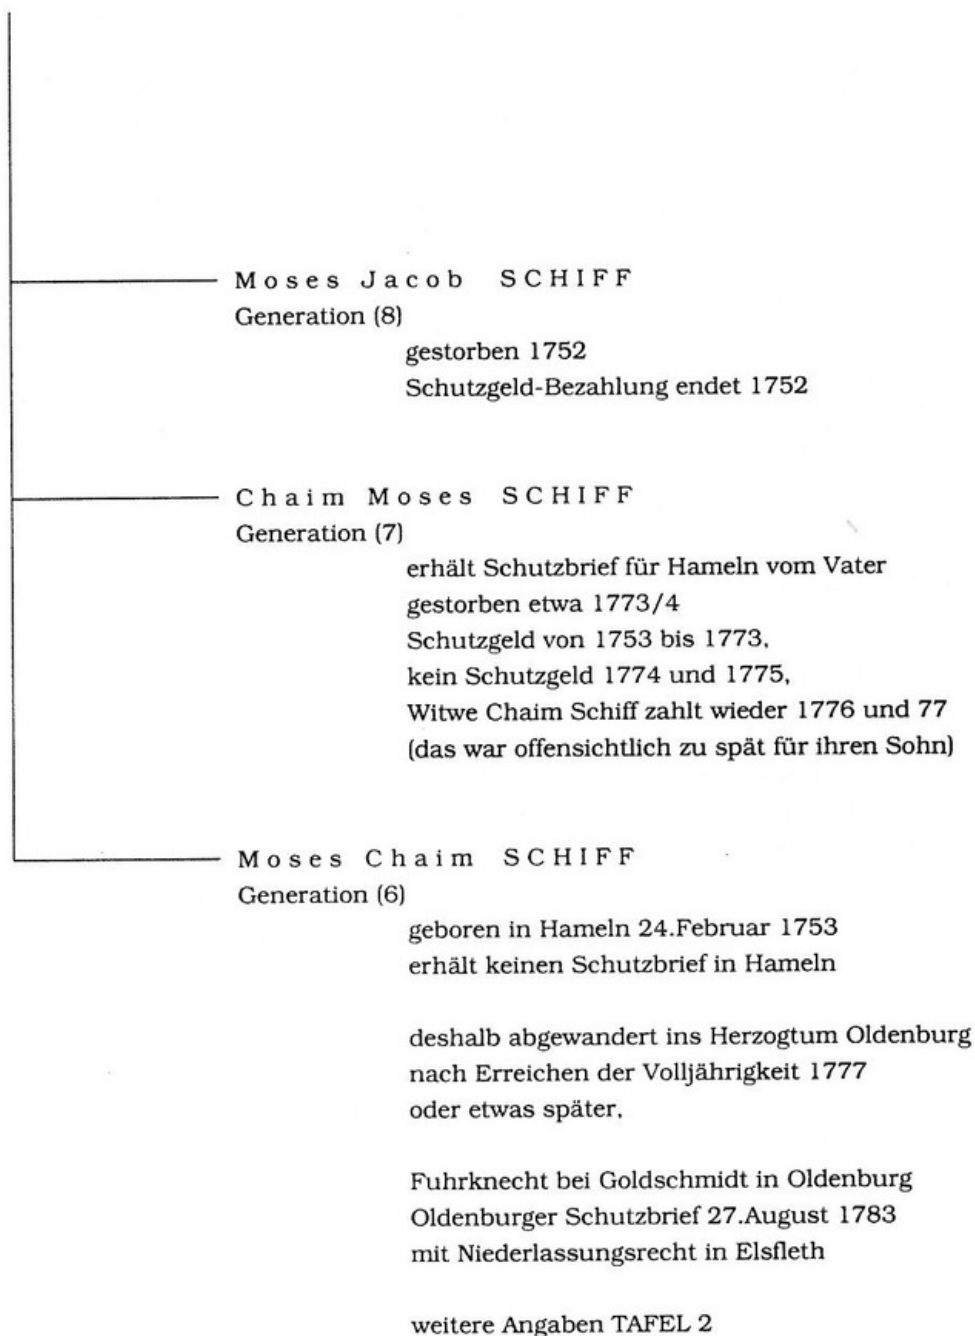 Moses Jacob SCHIFF
Generation (8)
gestorben 1752
Schutzgeld-Bezahlung endet 1752
Chaim Moses SCHIFF
Generation (7)
erhält Schutzbrief für Hameln vom Vater
gestorben etwa 1773/4
Schutzgeld von 1753 bis 1773,
kein Schutzgeld 1774 und 1775,
Witwe Chaim Schiff zahlt wieder 1776 und 77
(das war offensichtlich zu spät für ihren Sohn)
Moses Chaim SCHIFF
Generation (6)
geboren in Hameln 24.Februar 1753
erhält keinen Schutzbrief in Hameln
deshalb abgewandert ins Herzogtum Oldenburg
nach Erreichen der Volljährigkeit 1777
oder etwas später,
Fuhrknecht bei Goldschmidt in Oldenburg
Oldenburger Schutzbrief 27.August 1783
mit Niederlassungsrecht in Elsfleth
weitere Angaben TAFEL 2